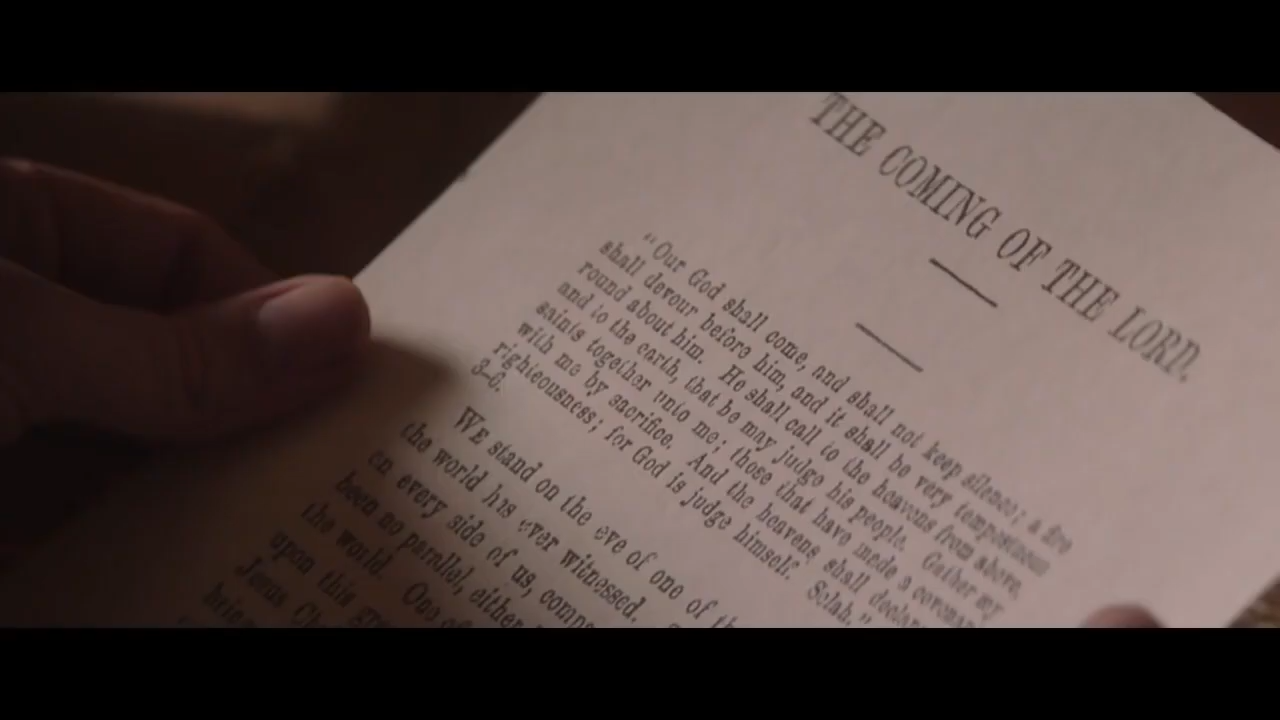 THE COMING OF THE LORD.
"Our God shall come, and shall not keep silence; a fire
shall devour before him, and it shall be very tempestuous
round about him. He shall call to the heavens from above,
and to the earth, that he may judge his people. Gather my
saints together unto me; those that have made a covenant
with me by sacrifice. And the heavens shall declare
righteousness; for God is judge himself. Selah."
3-6.
WE stand on the eve of one of the
the world has ever witnessed.
on every side of us,
been no parallel, either
the world. One of
upon this
Jesus